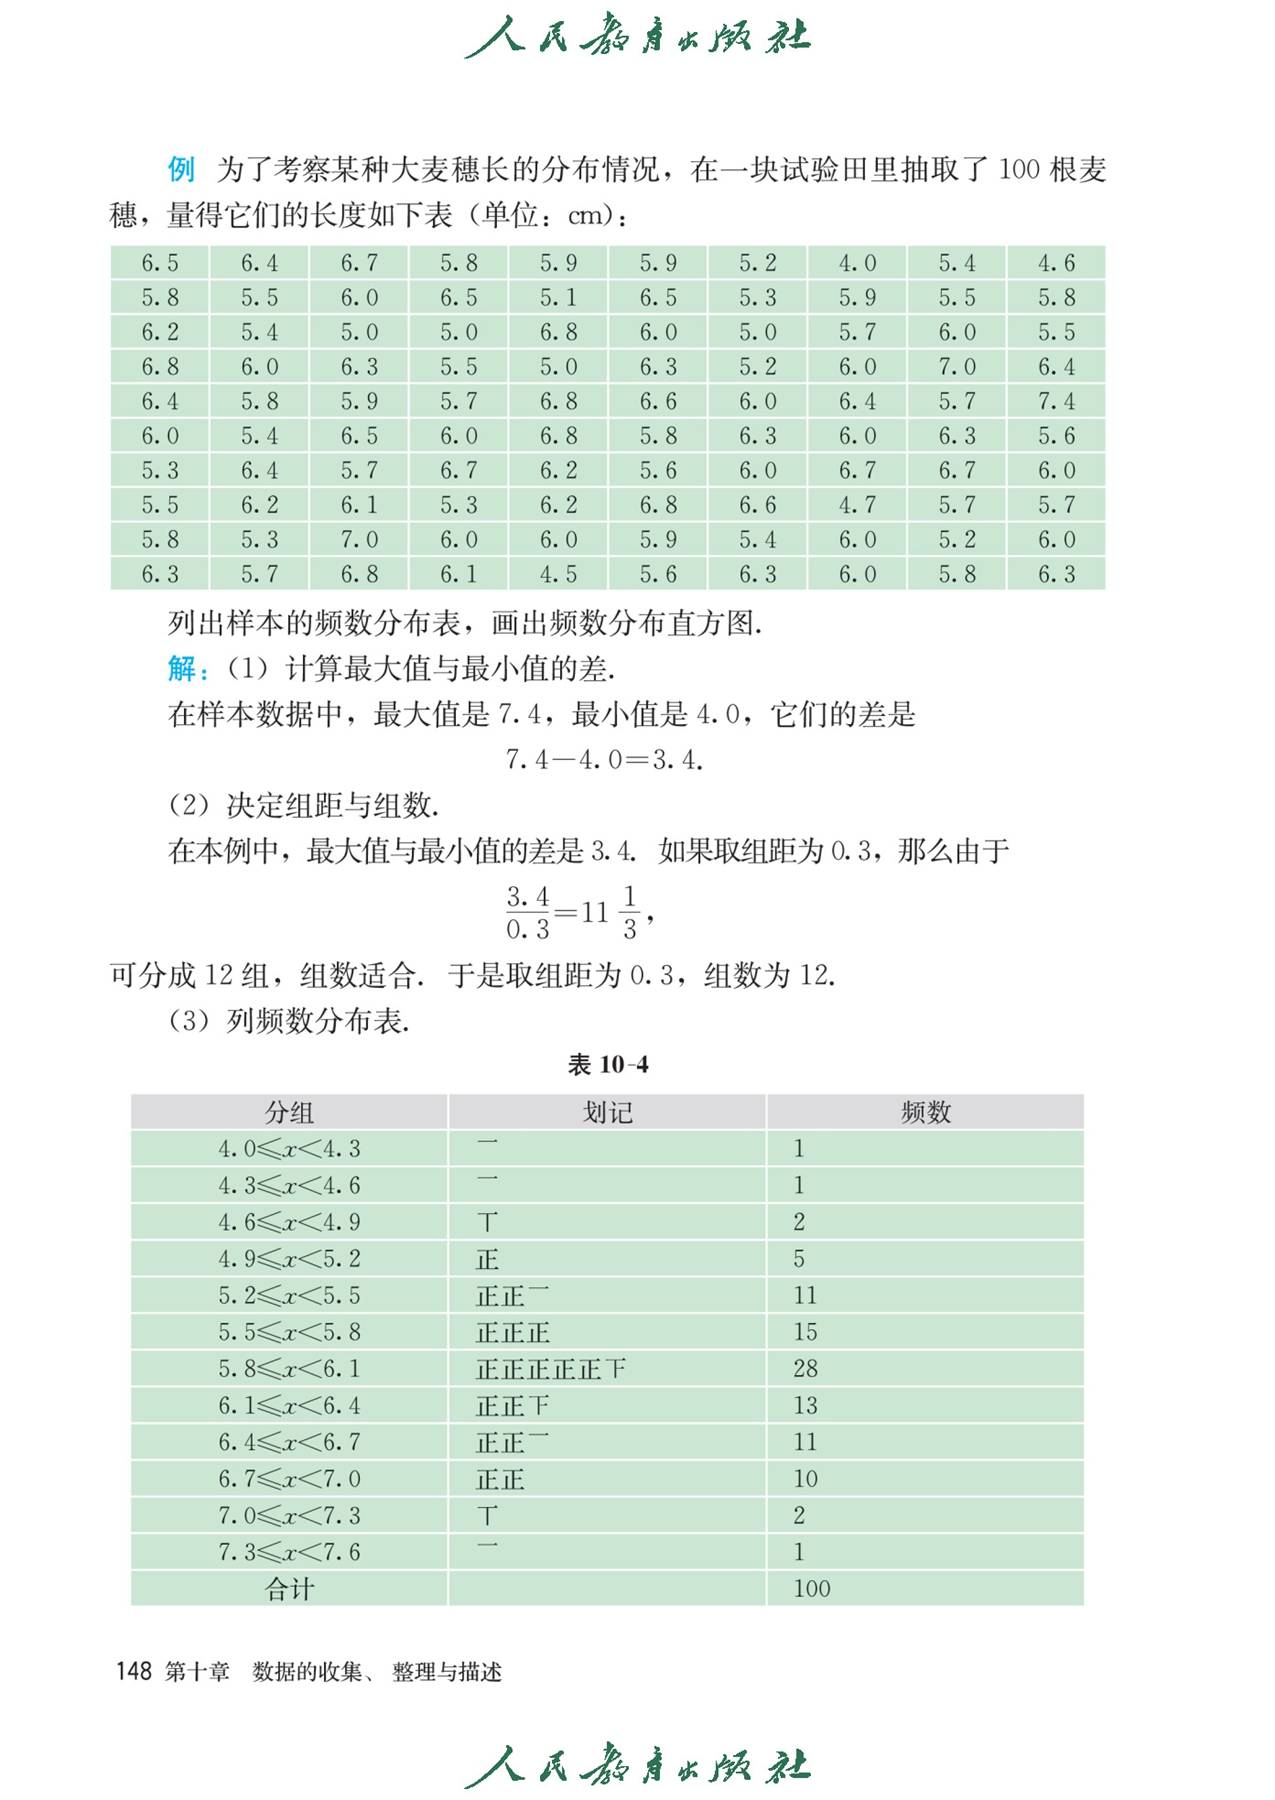 人民教育出版社
例 为了考察某种大麦穗长的分布情况，在一块试验田里抽取了 100 根麦
穗，量得它们的长度如下表（单位：cm）：
6.5 6.4 6.7 5.8 5.9 5.9 5.2 4.0 5.4 4.6
5.8 5.5 6.0 6.5 5.1 6.5 5.3 5.9 5.5 5.8
6.2 5.4 5.0 5.0 6.8 6.0 5.0 5.7 6.0 5.5
6.8 6.0 6.3 5.5 5.0 6.3 5.2 6.0 7.0 6.4
6.4 5.8 5.9 5.7 6.8 6.6 6.0 6.4 5.7 7.4
6.0 5.4 6.5 6.0 6.8 5.8 6.3 6.0 6.3 5.6
5.3 6.4 5.7 6.7 6.2 5.6 6.0 6.7 6.7 6.0
5.5 6.2 6.1 5.3 6.2 6.8 6.6 4.7 5.7 5.7
5.8 5.3 7.0 6.0 6.0 5.9 5.4 6.0 5.2 6.0
6.3 5.7 6.8 6.1 4.5 5.6 6.3 6.0 5.8 6.3
列出样本的频数分布表，画出频数分布直方图.
解：（1）计算最大值与最小值的差.
在样本数据中，最大值是 7.4，最小值是 4.0，它们的差是
7.4－4.0＝3.4.
（2）决定组距与组数.
在本例中，最大值与最小值的差是 3.4. 如果取组距为 0.3，那么由于
3.4/0.3＝11 1/3，
可分成 12 组，组数适合. 于是取组距为 0.3，组数为 12.
（3）列频数分布表.
表 10-4
分组 划记 频数
4.0≤x＜4.3 一 1
4.3≤x＜4.6 一 1
4.6≤x＜4.9 丅 2
4.9≤x＜5.2 正 5
5.2≤x＜5.5 正正一 11
5.5≤x＜5.8 正正正 15
5.8≤x＜6.1 正正正正正下 28
6.1≤x＜6.4 正正下 13
6.4≤x＜6.7 正正一 11
6.7≤x＜7.0 正正 10
7.0≤x＜7.3 丅 2
7.3≤x＜7.6 一 1
合计 100
148 第十章 数据的收集、整理与描述
人民教育出版社